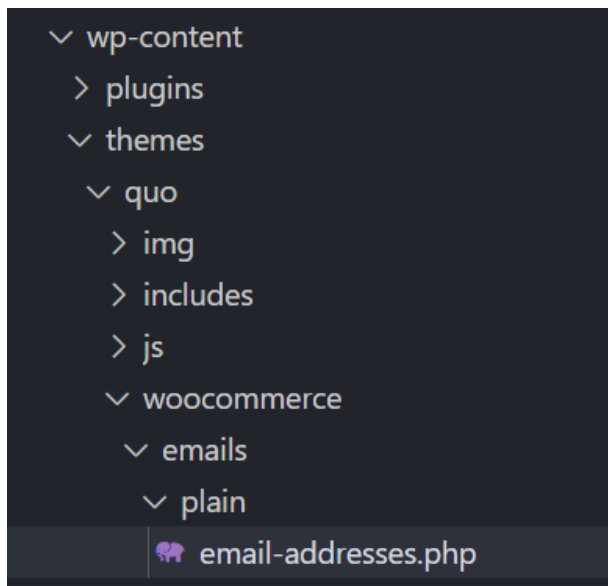 wp-content
plugins
themes
quo
img
includes
js
woocommerce
emails
plain
email-addresses.php